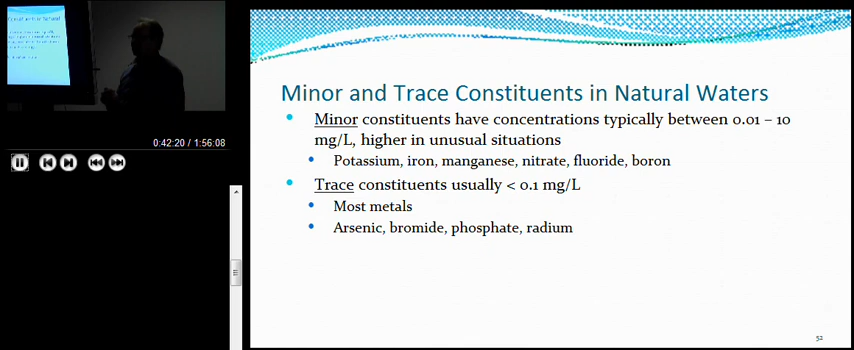 0:42:20 / 1:56:08
Minor and Trace Constituents in Natural Waters
Minor constituents have concentrations typically between 0.01 – 10
mg/L, higher in unusual situations
Potassium, iron, manganese, nitrate, fluoride, boron
Trace constituents usually < 0.1 mg/L
Most metals
Arsenic, bromide, phosphate, radium
52